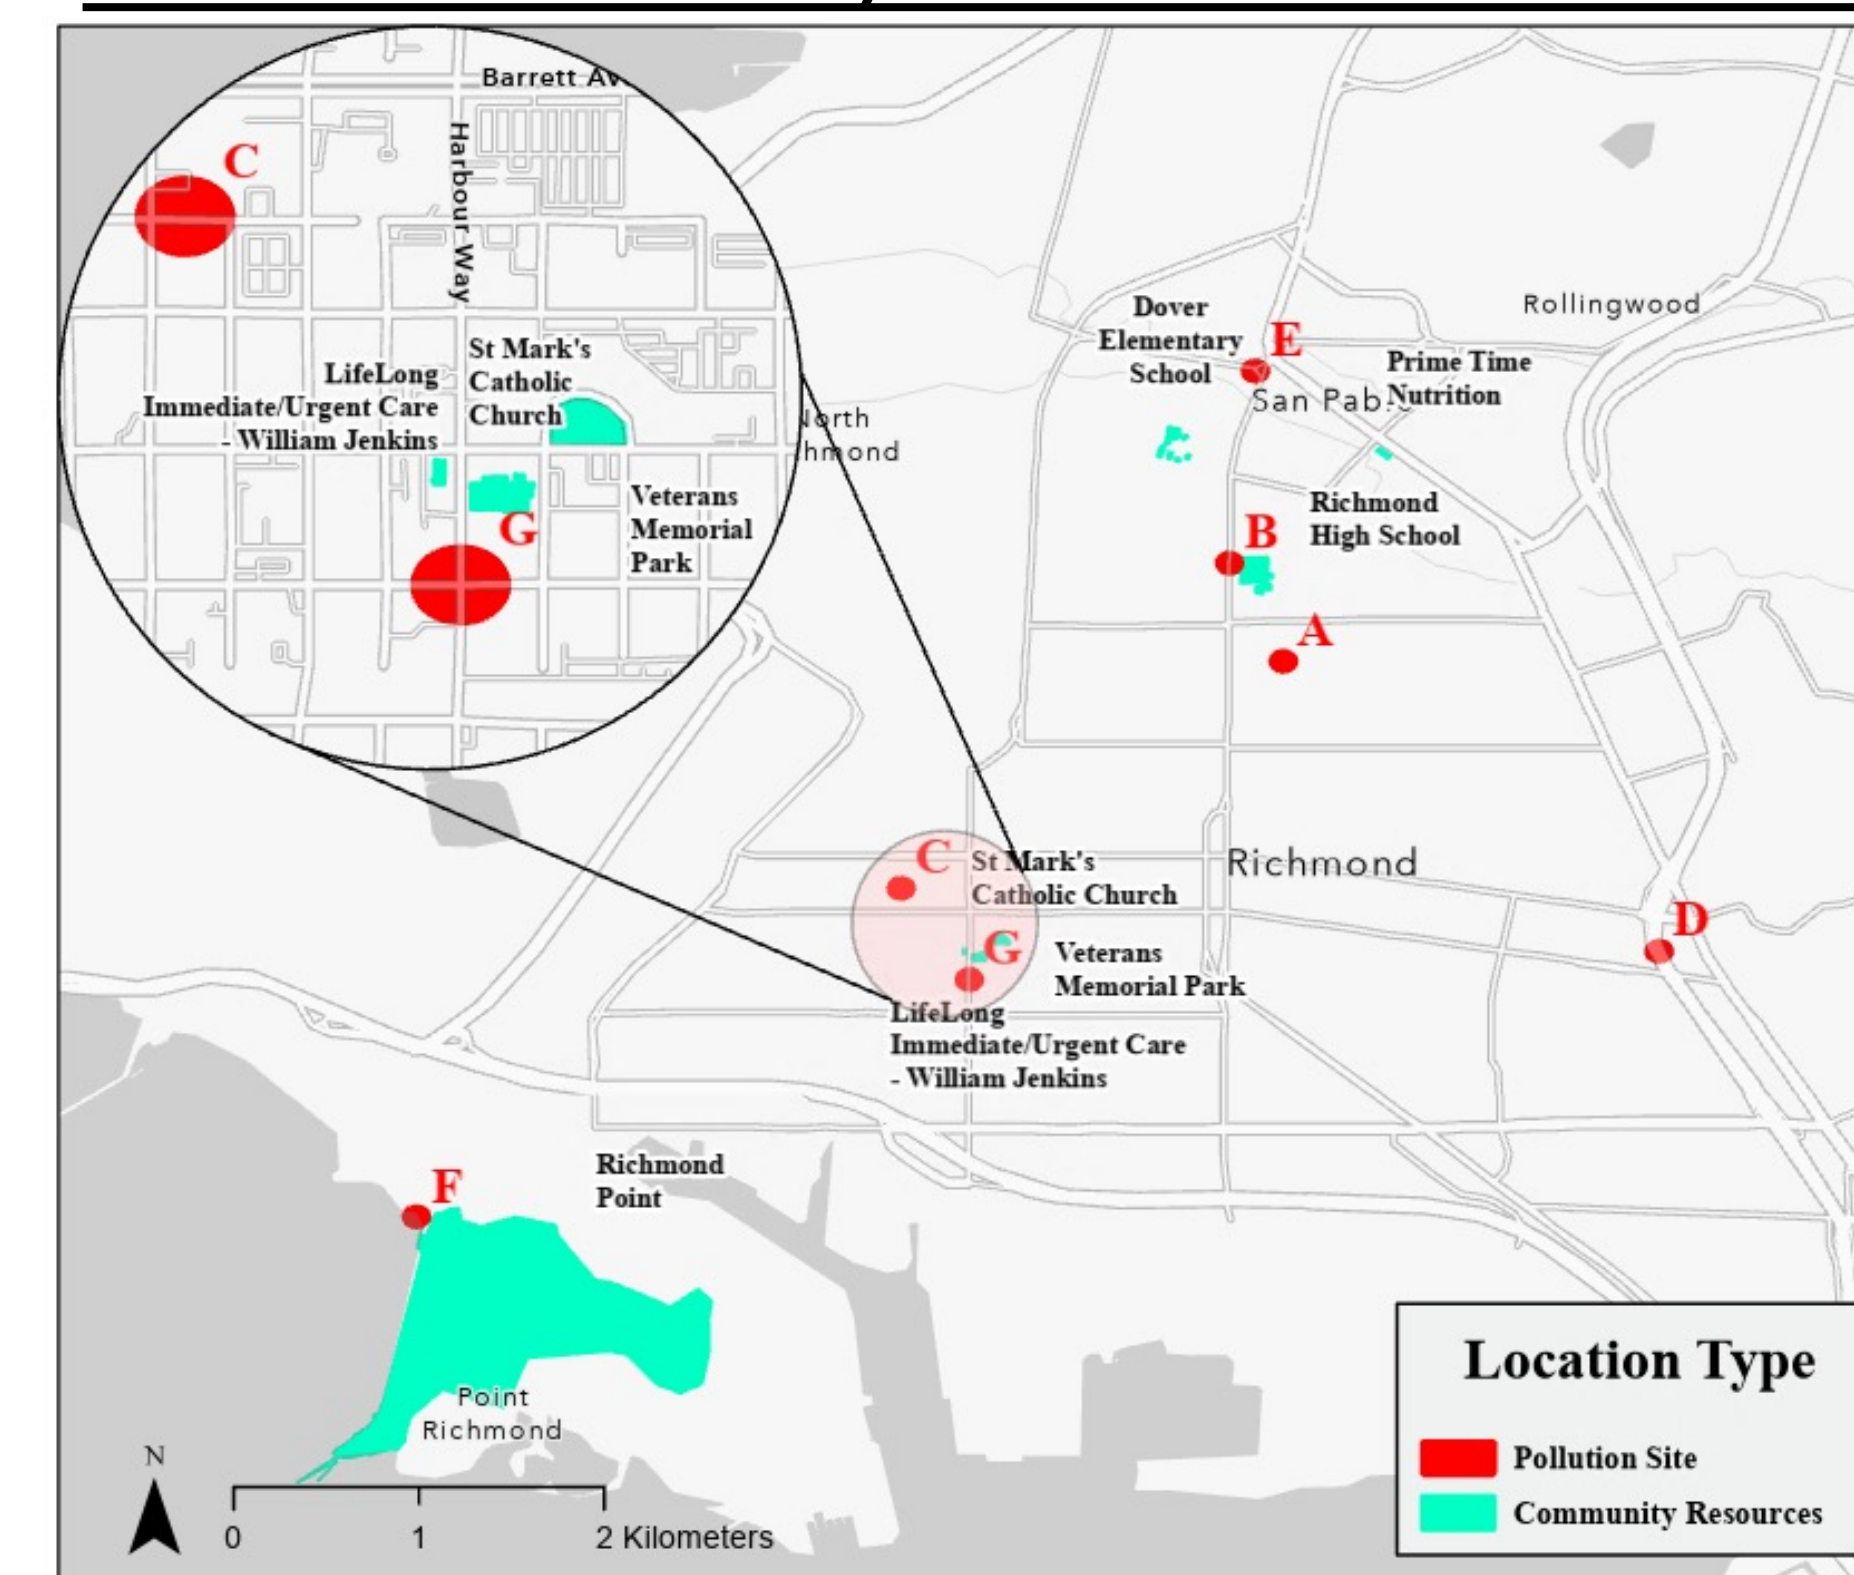 Barrett Av
C
Harbour Way
St Mark's
Catholic
Church
LifeLong
Immediate/Urgent Care
- William Jenkins
G
Veterans
Memorial
Park
North
hmond
Dover
Elementary
School
E
San Pab
Prime Time
Nutrition
Rollingwood
Richmond
High School
B
A
C
St Mark's
Catholic Church
Richmond
G
Veterans
Memorial Park
D
LifeLong
Immediate/Urgent Care
- William Jenkins
Richmond
Point
F
Point
Richmond
N
0 1 2 Kilometers
Location Type
Pollution Site
Community Resources